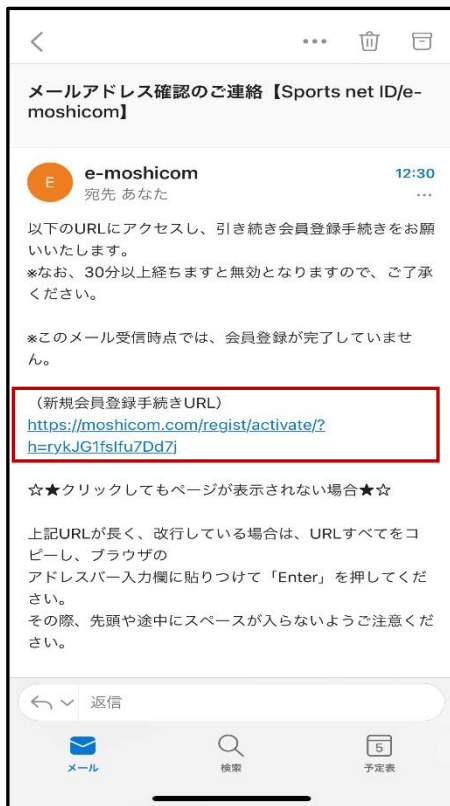 メールアドレス確認のご連絡【Sports net ID/e-
moshicom】
E
e-moshicom
12:30
宛先 あなた
以下のURLにアクセスし、引き続き会員登録手続きをお願
いいたします。
※なお、30分以上経ちますと無効となりますので、ご了承
ください。
※このメール受信時点では、会員登録が完了していませ
ん。
（新規会員登録手続きURL）
https://moshicom.com/regist/activate/?
h=rykJG1fsIfu7Dd7j
☆★クリックしてもページが表示されない場合★☆
上記URLが長く、改行している場合は、URLすべてをコ
ピーし、ブラウザの
アドレスバー入力欄に貼りつけて「Enter」を押してくだ
さい。
その際、先頭や途中にスペースが入らないようご注意くだ
さい。
返信
メール
検索
5
予定表